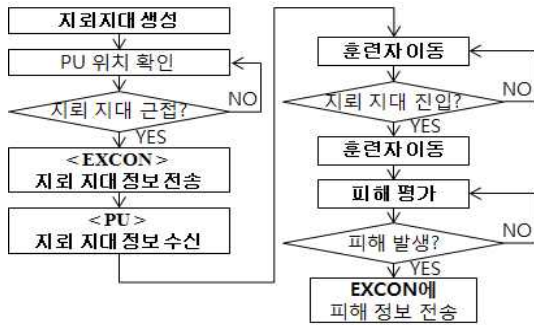 지뢰지대 생성
PU 위치 확인
지뢰 지대 근접?
NO
YES
<EXCON>
지뢰 지대 정보 전송
<PU>
지뢰 지대 정보 수신
훈련자 이동
지뢰 지대 진입?
NO
YES
훈련자 이동
피해 평가
피해 발생?
NO
YES
EXCON에
피해 정보 전송